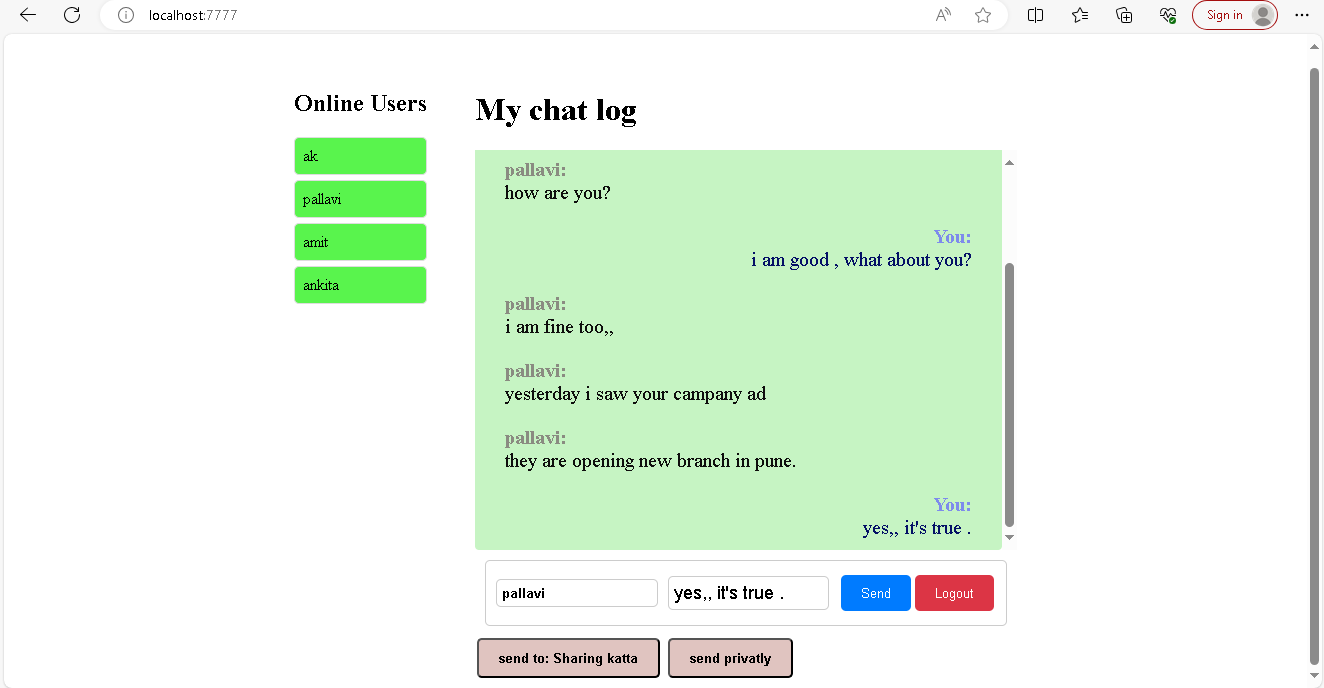 localhost:7777
Sign in
Online Users
ak
pallavi
amit
ankita
My chat log
pallavi:
how are you?
You:
i am good , what about you?
pallavi:
i am fine too,,
pallavi:
yesterday i saw your campany ad
pallavi:
they are opening new branch in pune.
You:
yes,, it's true .
pallavi
yes,, it's true .
Send
Logout
send to: Sharing katta
send privatly